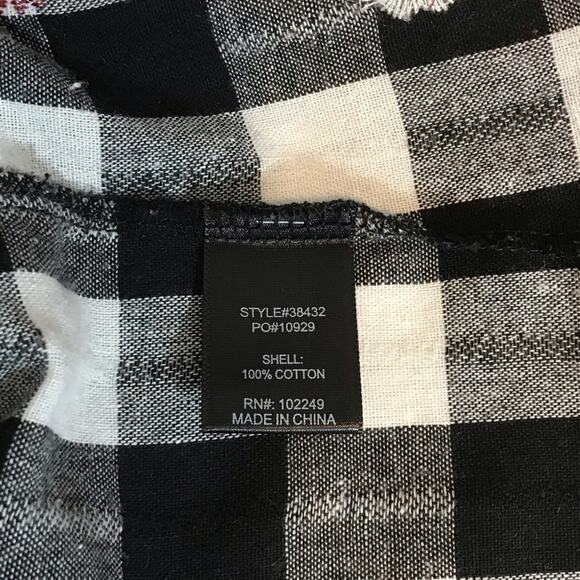 STYLE#38432
PO#10929
SHELL:
100% COTTON
RN#: 102249
MADE IN CHINA